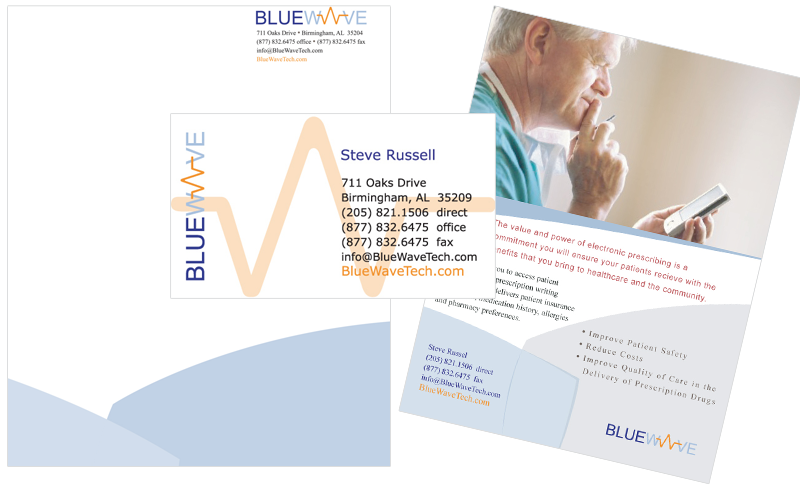 BLUEWAVE
711 Oaks Drive • Birmingham, AL 35204
(877) 832.6475 office • (877) 832.6475 fax
info@BlueWaveTech.com
BlueWaveTech.com
BLUEWAVE
Steve Russell
711 Oaks Drive
Birmingham, AL 35209
(205) 821.1506 direct
(877) 832.6475 office
(877) 832.6475 fax
info@BlueWaveTech.com
BlueWaveTech.com
The value and power of electronic prescribing is a
commitment you will ensure your patients recieve with the
benefits that you bring to healthcare and the community.
to access patient
prescription writing
delivers patient insurance
medication history, allergies
and pharmacy preferences.
• Improve Patient Safety
• Reduce Costs
• Improve Quality of Care in the
Delivery of Prescription Drugs
Steve Russel
(205) 821.1506 direct
(877) 832.6475 fax
info@BlueWaveTech.com
BlueWaveTech.com
BLUEWAVE